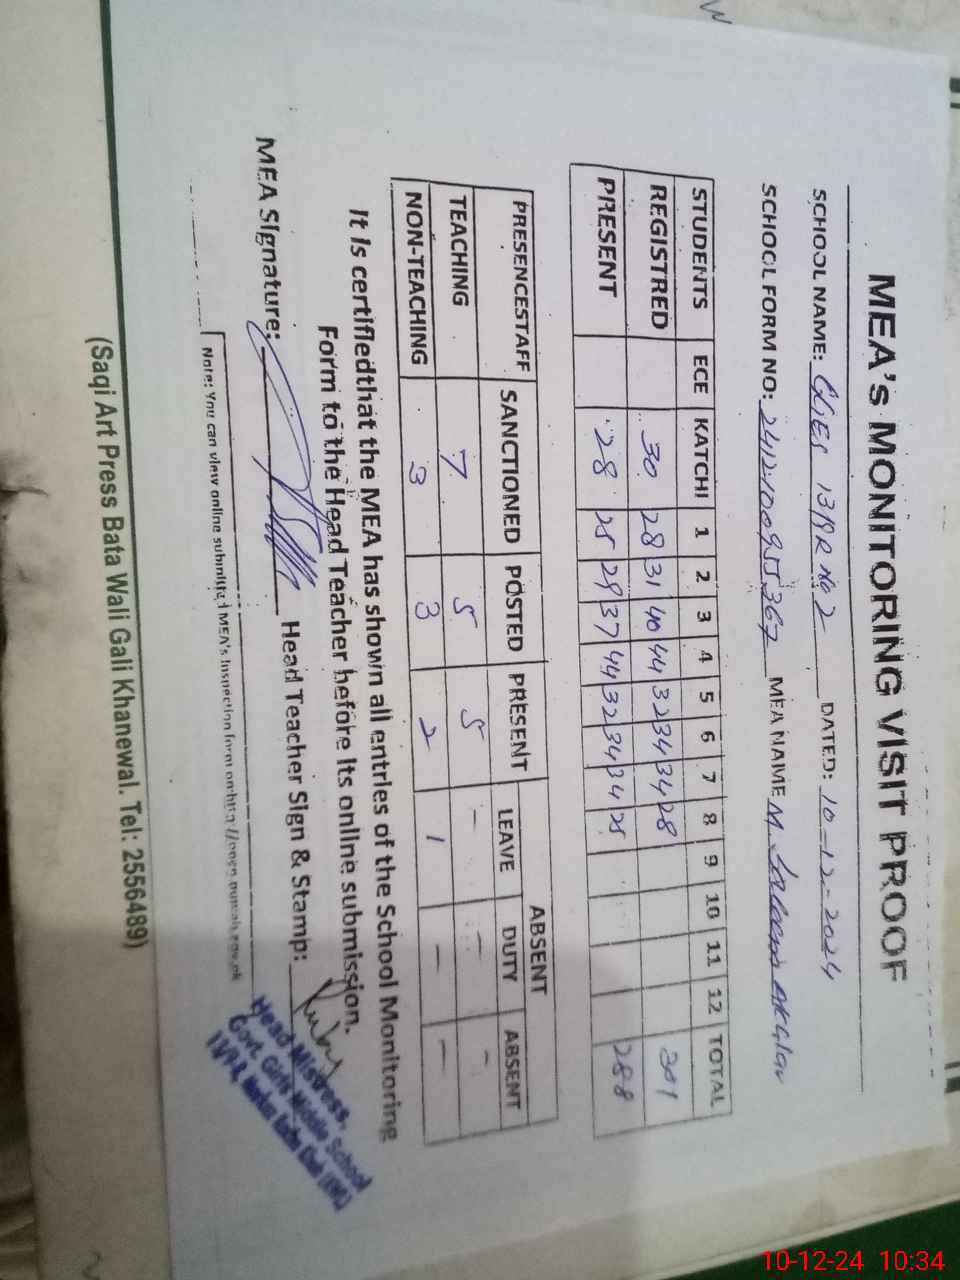 MEA's MONITORING VISIT PROOF
SCHOOL NAME: 13/8R No 2 DATED: 10-12-2024
SCHOOL FORM NO: MEA NAME M.
STUDENTS ECE KATCHI 1 2 3 4 5 6 7 8 9 10 11 12 TOTAL
REGISTRED 30 28 31 40 44 32 34 34 28 301
PRESENT 28 25 29 37 44 32 34 34 25 288
PRESENCESTAFF SANCTIONED POSTED PRESENT ABSENT
LEAVE DUTY ABSENT
TEACHING 7 5 5 - - -
NON-TEACHING 3 3 2 1 - -
It is certifiedthat the MEA has shown all entries of the School Monitoring
Form to the Head Teacher before its online submission.
MEA Signature: Head Teacher Sign & Stamp:
Head Mistress,
Govt. Girls Middle School
Note: You can view online submitted MEA's Inspection form on
(Saqi Art Press Bata Wali Gali Khanewal. Tel: 2556489)
10-12-24 10:34